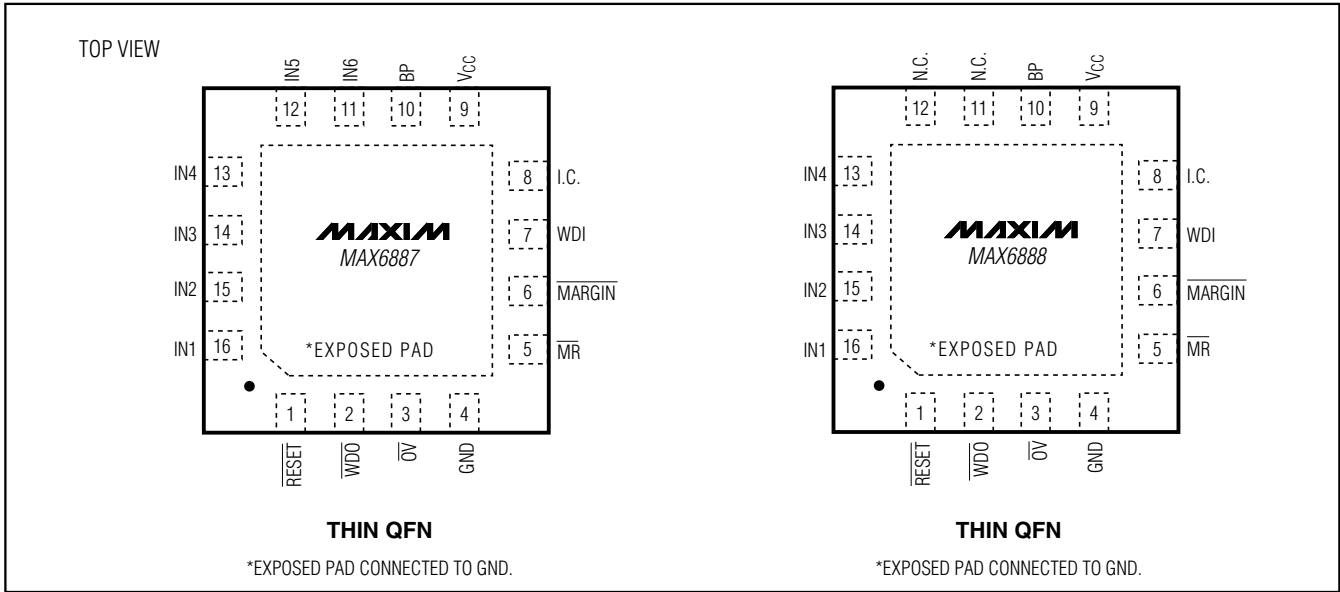 TOP VIEW
IN5 IN6 BP VCC
12 11 10 9
IN4 13
IN3 14
IN2 15
IN1 16
8 I.C.
7 WDI
6 MARGIN
5 MR
MAXIM
MAX6887
*EXPOSED PAD
1 2 3 4
RESET WDO OV GND
THIN QFN
*EXPOSED PAD CONNECTED TO GND.
N.C. N.C. BP VCC
12 11 10 9
IN4 13
IN3 14
IN2 15
IN1 16
8 I.C.
7 WDI
6 MARGIN
5 MR
MAXIM
MAX6888
*EXPOSED PAD
1 2 3 4
RESET WDO OV GND
THIN QFN
*EXPOSED PAD CONNECTED TO GND.